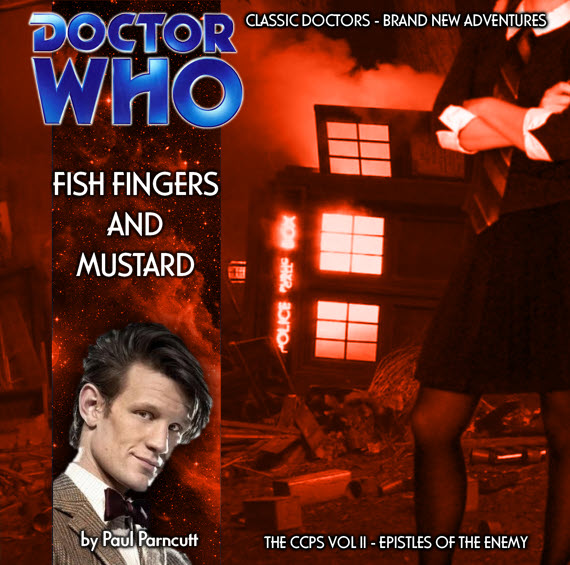 DOCTOR
WHO
CLASSIC DOCTORS - BRAND NEW ADVENTURES
FISH FINGERS
AND
MUSTARD
POLICE PUBLIC CALL BOX
by Paul Parncutt
THE CCPS VOL II - EPISTLES OF THE ENEMY